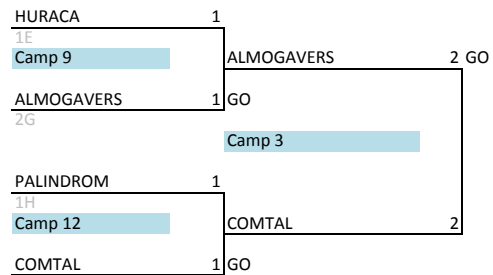 HURACA 1
1E
Camp 9
ALMOGAVERS 2 GO
ALMOGAVERS 1 GO
2G
Camp 3
PALINDROM 1
1H
Camp 12
COMTAL 2
COMTAL 1 GO